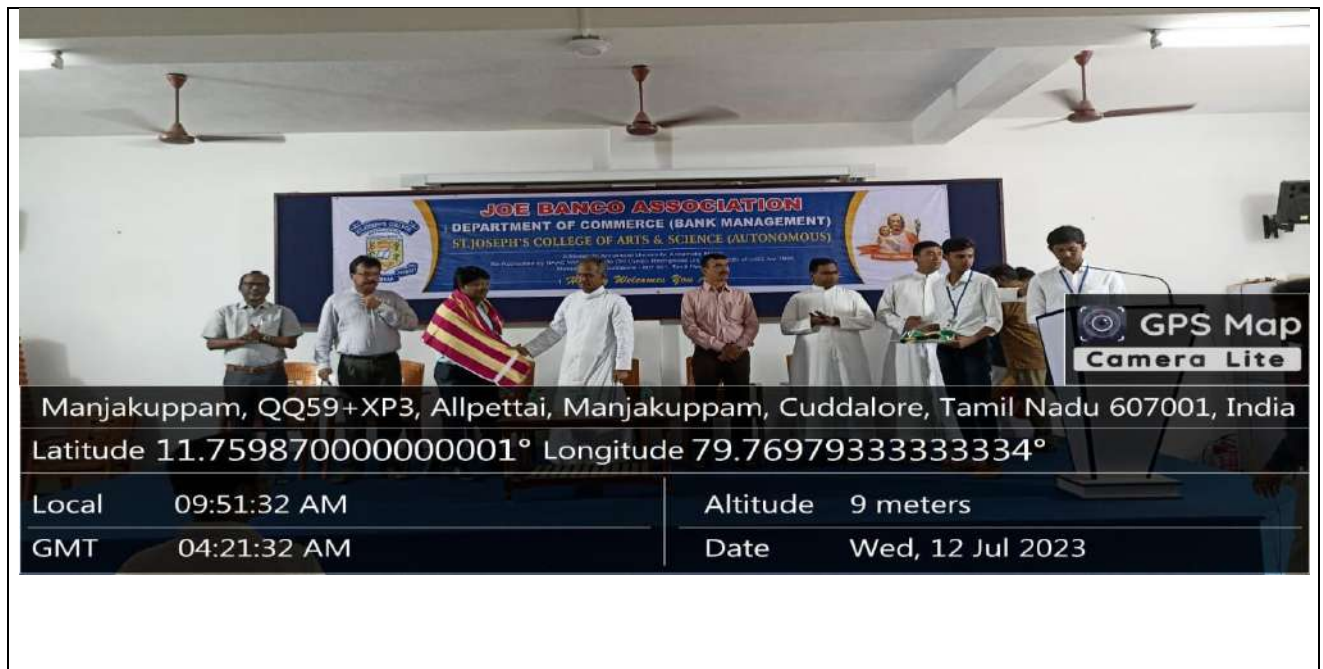 JOE BANCO ASSOCIATION
DEPARTMENT OF COMMERCE (BANK MANAGEMENT)
ST.JOSEPH'S COLLEGE OF ARTS & SCIENCE (AUTONOMOUS)
Welcomes You
GPS Map
Camera Lite
Manjakuppam, QQ59+XP3, Allpettai, Manjakuppam, Cuddalore, Tamil Nadu 607001, India
Latitude 11.759870000000001° Longitude 79.76979333333334°
Local 09:51:32 AM
Altitude 9 meters
GMT 04:21:32 AM
Date Wed, 12 Jul 2023